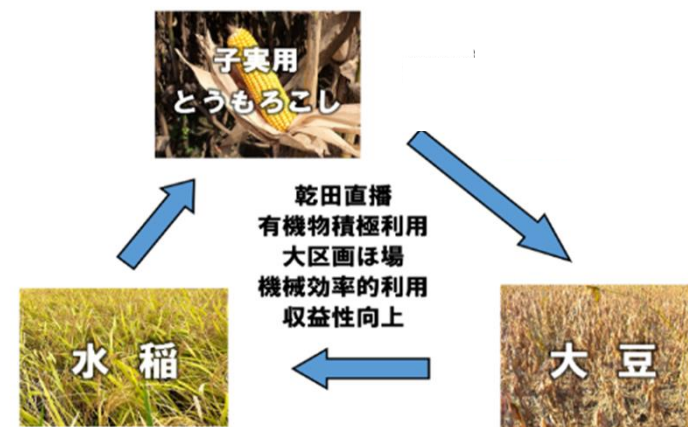 子実用
とうもろこし
乾田直播
有機物積極利用
大区画ほ場
機械効率的利用
収益性向上
水　稲
大　豆